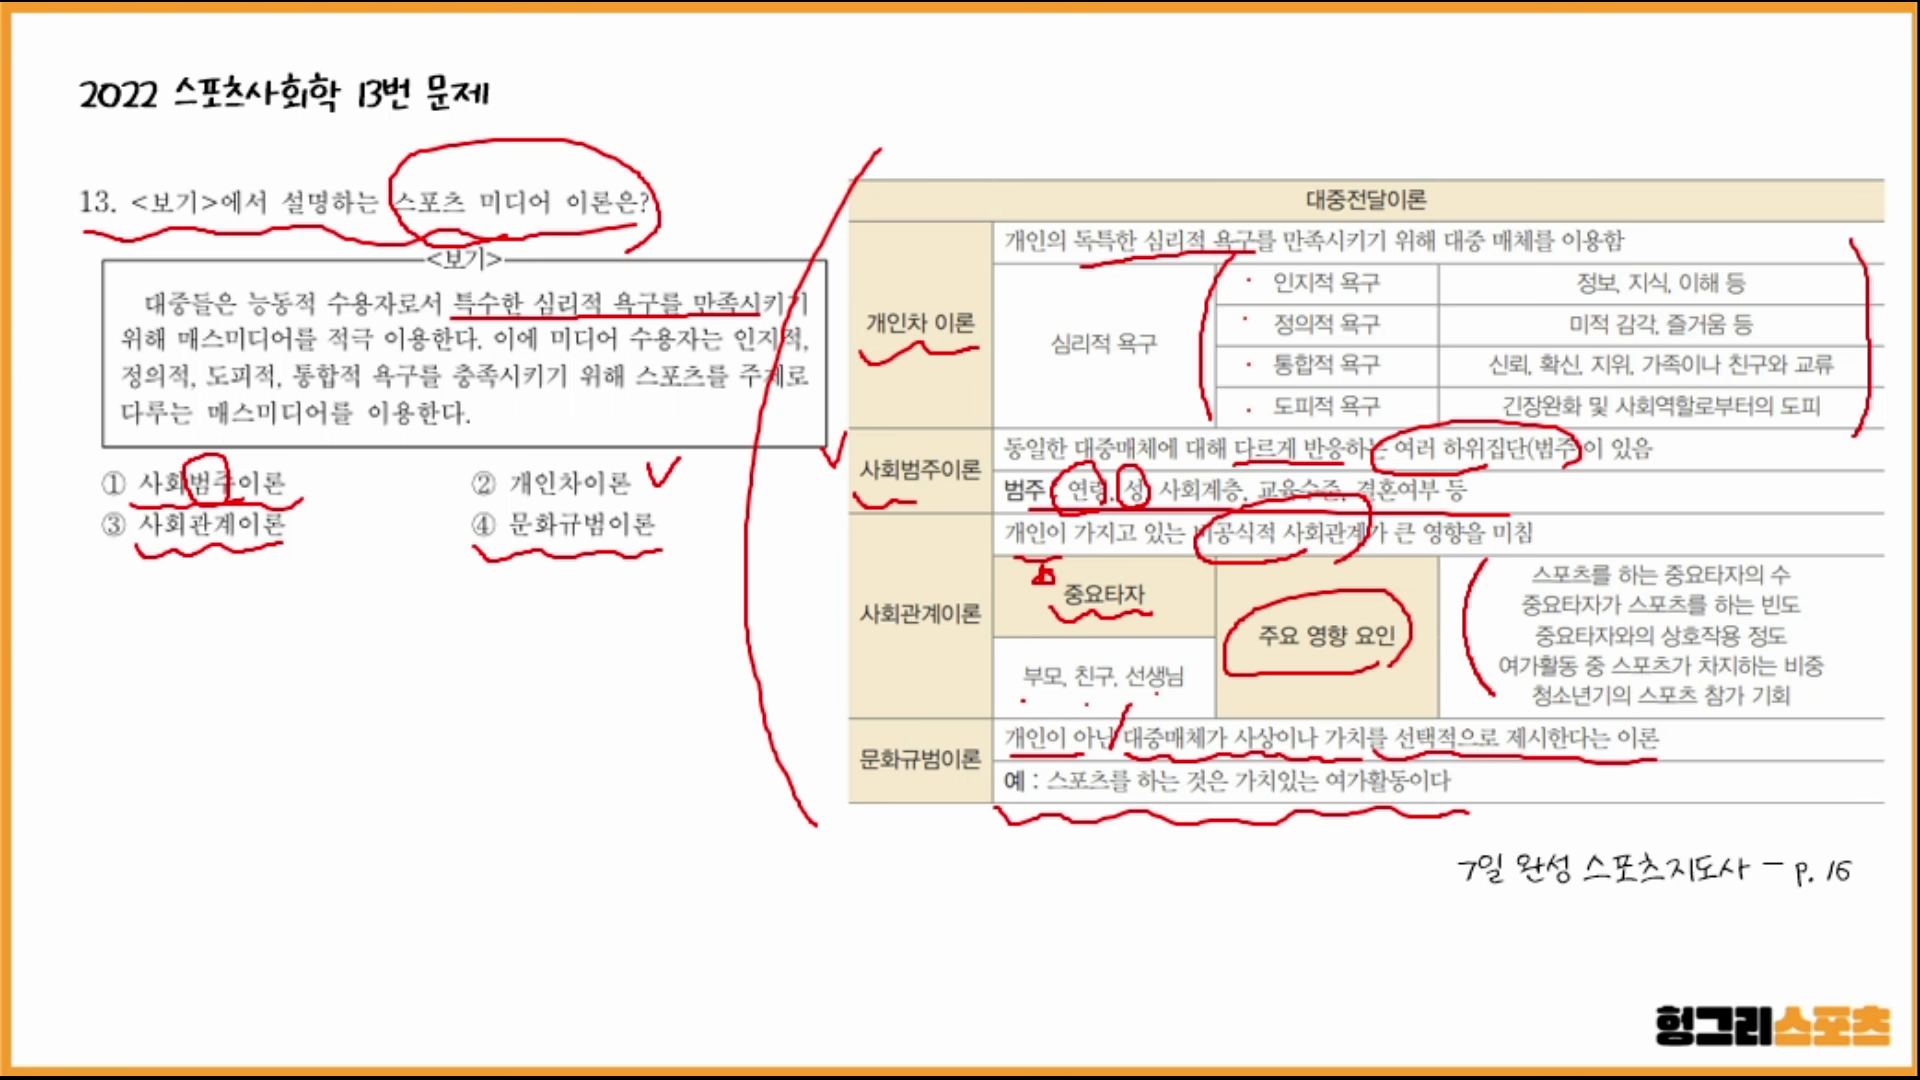 2022 스포츠사회학 13번 문제
13. <보기>에서 설명하는 스포츠 미디어 이론은?
<보기>
대중들은 능동적 수용자로서 특수한 심리적 욕구를 만족시키기
위해 매스미디어를 적극 이용한다. 이에 미디어 수용자는 인지적,
정의적, 도피적, 통합적 욕구를 충족시키기 위해 스포츠를 주제로
다루는 매스미디어를 이용한다.
① 사회범주이론
② 개인차이론
③ 사회관계이론
④ 문화규범이론
대중전달이론
개인차 이론
개인의 독특한 심리적 욕구를 만족시키기 위해 대중 매체를 이용함
심리적 욕구
인지적 욕구
정보, 지식, 이해 등
정의적 욕구
미적 감각, 즐거움 등
통합적 욕구
신뢰, 확신, 지위, 가족이나 친구와 교류
도피적 욕구
긴장완화 및 사회역할로부터의 도피
사회범주이론
동일한 대중매체에 대해 다르게 반응하는 여러 하위집단(범주)이 있음
범주 연령, 성, 사회계층, 교육수준, 결혼여부 등
사회관계이론
개인이 가지고 있는 비공식적 사회관계가 큰 영향을 미침
중요타자
부모, 친구, 선생님
주요 영향 요인
스포츠를 하는 중요타자의 수
중요타자가 스포츠를 하는 빈도
중요타자와의 상호작용 정도
여가활동 중 스포츠가 차지하는 비중
청소년기의 스포츠 참가 기회
문화규범이론
개인이 아닌 대중매체가 사상이나 가치를 선택적으로 제시한다는 이론
예 : 스포츠를 하는 것은 가치있는 여가활동이다
7일 완성 스포츠지도사 - p. 16
헝그리스포츠